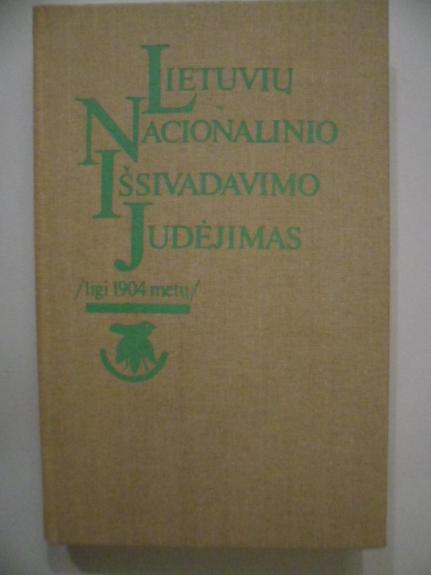 LIETUVIŲ
NACIONALINIO
IŠSIVADAVIMO
JUDĖJIMAS
/ligi 1904 metų/